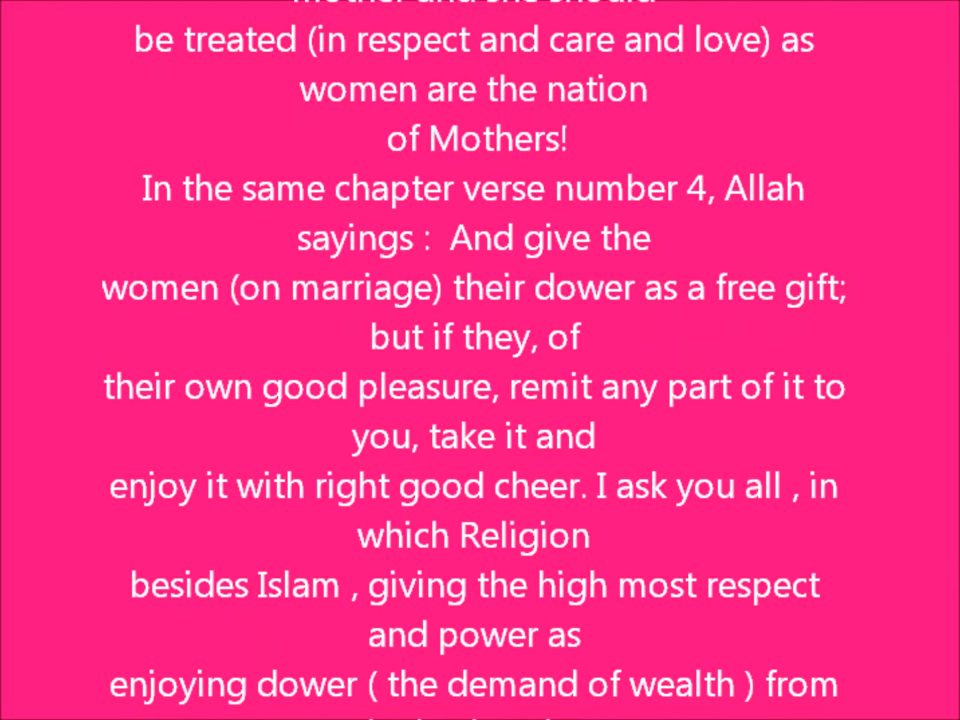 Mother and she should
be treated (in respect and care and love) as
women are the nation
of Mothers!
In the same chapter verse number 4, Allah
sayings :  And give the
women (on marriage) their dower as a free gift;
but if they, of
their own good pleasure, remit any part of it to
you, take it and
enjoy it with right good cheer. I ask you all , in
which Religion
besides Islam , giving the high most respect
and power as
enjoying dower ( the demand of wealth ) from